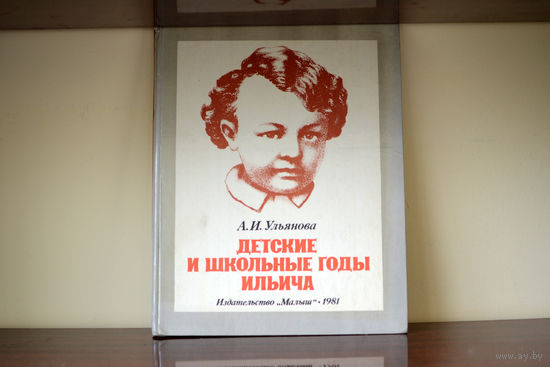 А. И. Ульянова
ДЕТСКИЕ
И ШКОЛЬНЫЕ ГОДЫ
ИЛЬИЧА
Издательство „Малыш“ • 1981
www.ay.by